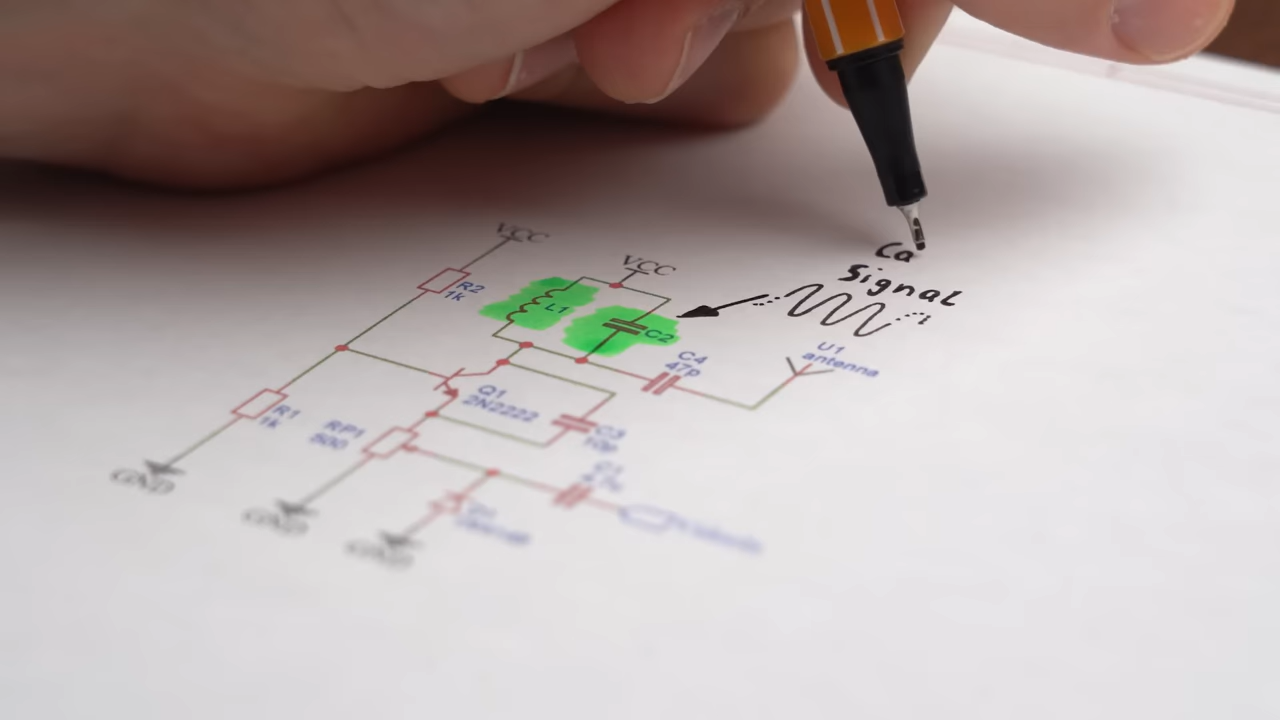 VCC
VCC
Ca
Signal
R2
1k
L1
C2
C4
47p
U1
antenna
Q1
2N2222
R1
1k
RP1
500
C3
10p
C1
GND
GND
GND